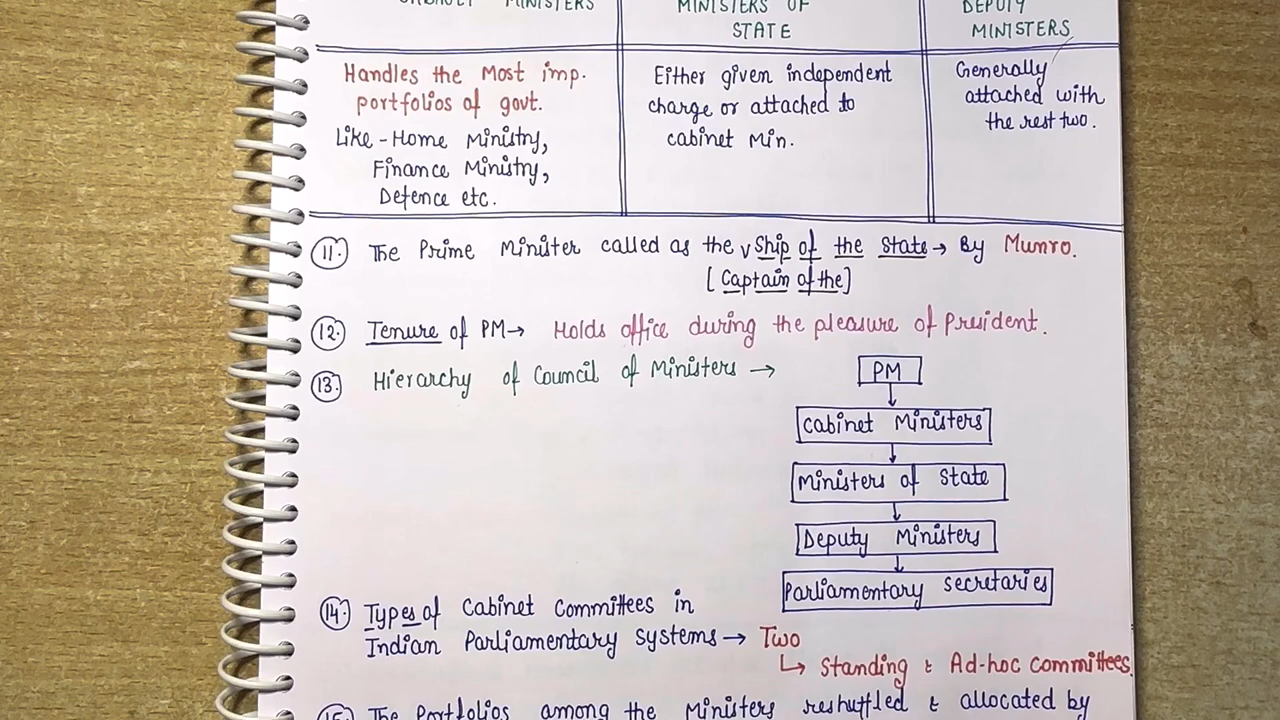 CABINET MINISTERS
MINISTERS OF
STATE
DEPUTY
MINISTERS
Handles the Most imp.
portfolios of govt.
Like - Home Ministry,
Finance Ministry,
Defence etc.
Either given independent
charge or attached to
cabinet Min.
Generally
attached with
the rest two.
11. The Prime Minister called as the ∨ Ship of the State → By Munro.
[Captain of the]
12. Tenure of PM → Holds office during the pleasure of President.
13. Hierarchy of Council of Ministers →
PM
Cabinet Ministers
Ministers of State
Deputy Ministers
Parliamentary secretaries
14. Types of Cabinet Committees in
Indian Parliamentary systems → Two
↳ Standing & Ad-hoc committees.
15. The Portfolios among the Ministers reshuffled & allocated by